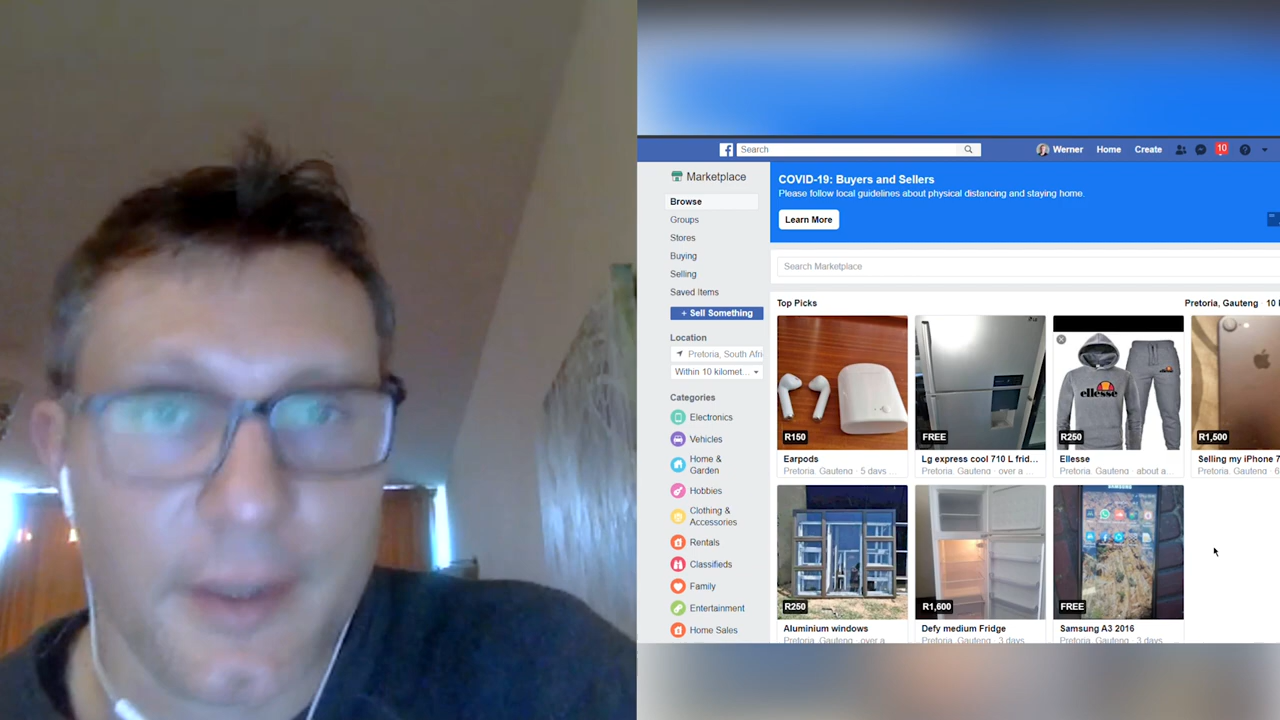 Search
Werner
Home
Create
10
Marketplace
Browse
Groups
Stores
Buying
Selling
Saved Items
+ Sell Something
Location
Pretoria, South Afri
Within 10 kilomet...
Categories
Electronics
Vehicles
Home &
Garden
Hobbies
Clothing &
Accessories
Rentals
Classifieds
Family
Entertainment
Home Sales
COVID-19: Buyers and Sellers
Please follow local guidelines about physical distancing and staying home.
Learn More
Search Marketplace
Top Picks
Pretoria, Gauteng · 10
R150
Earpods
Pretoria, Gauteng · 5 days ...
FREE
Lg express cool 710 L frid...
Pretoria, Gauteng · over a ...
ellesse
R250
Ellesse
Pretoria, Gauteng · about a...
R1,500
Selling my iPhone 7
Pretoria, Gauteng · 6
R250
Aluminium windows
Pretoria, Gauteng · over a
R1,600
Defy medium Fridge
Pretoria, Gauteng · 3 days
SAMSUNG
FREE
Samsung A3 2016
Pretoria, Gauteng · 3 days